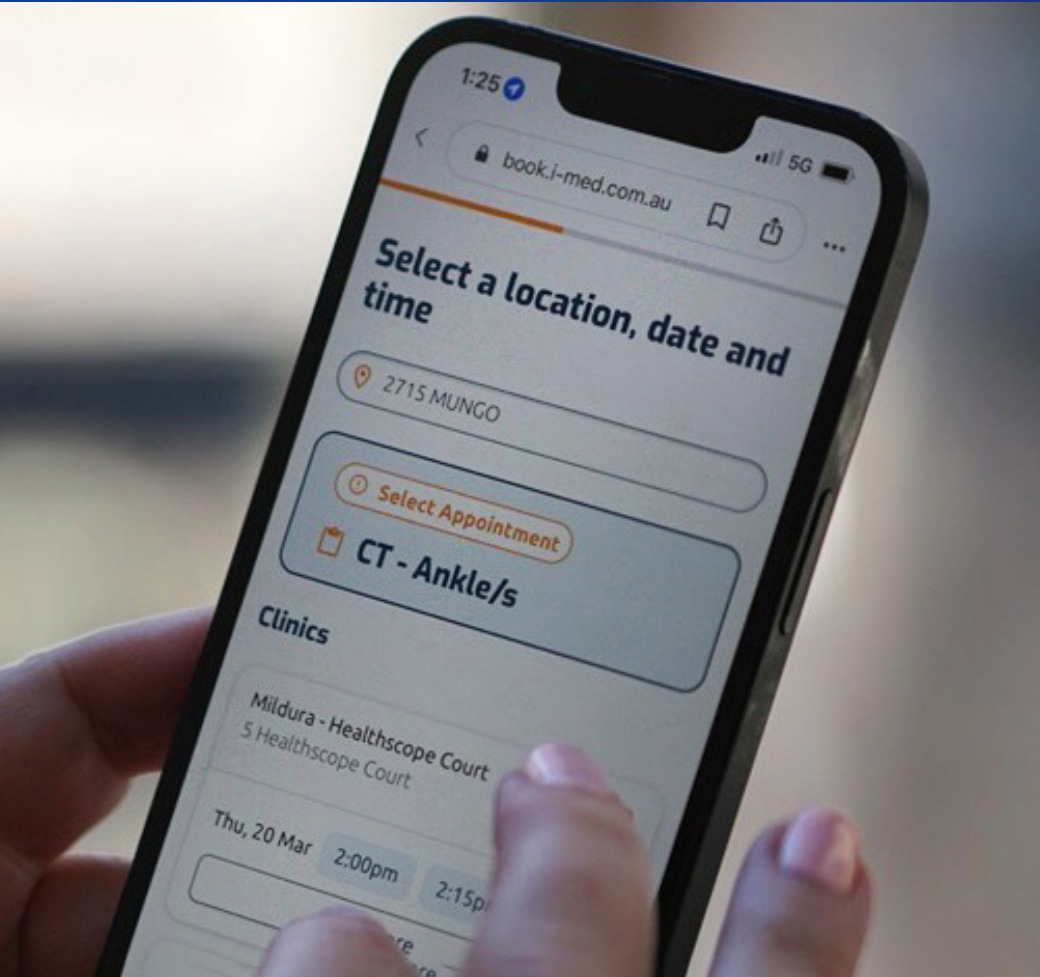 1:25
5G
book.i-med.com.au
Select a location, date and
time
2715 MUNGO
Select Appointment
CT - Ankle/s
Clinics
Mildura - Healthscope Court
5 Healthscope Court
Thu, 20 Mar 2:00pm